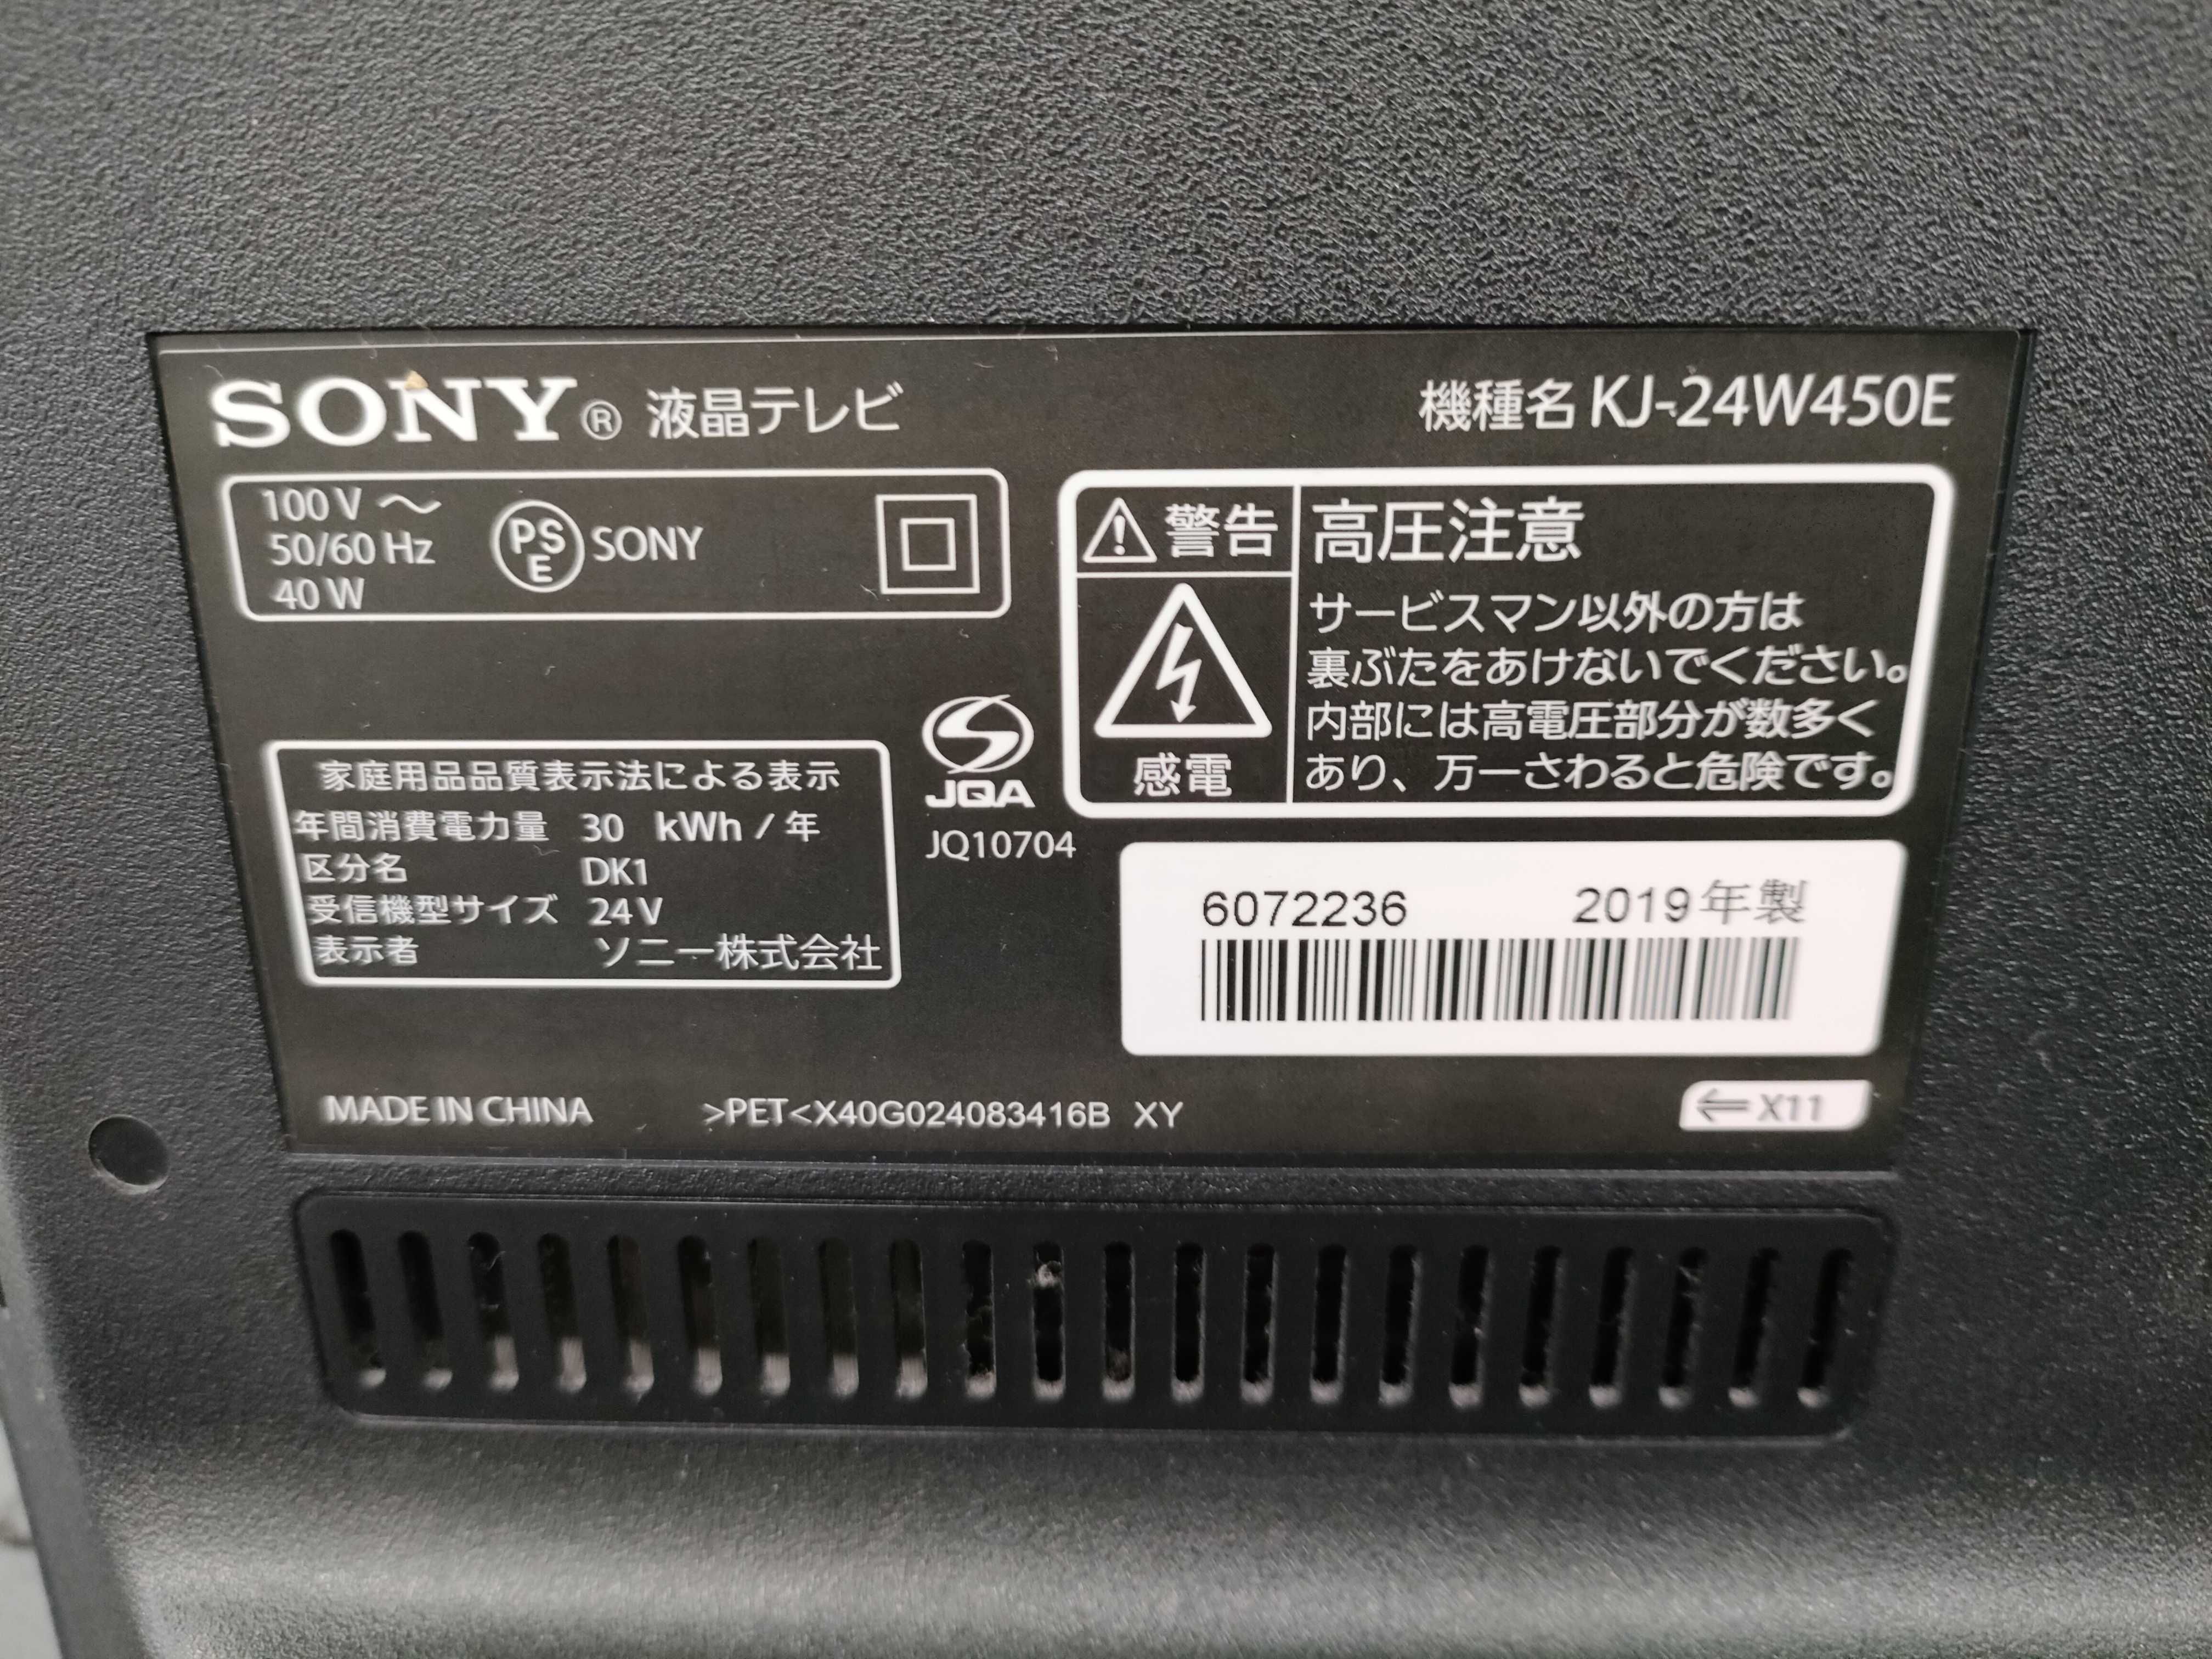 SONY® 液晶テレビ
機種名 KJ-24W450E
100 V ～
50/60 Hz
40 W
PSE SONY
警告
感電
高圧注意
サービスマン以外の方は
裏ぶたをあけないでください。
内部には高電圧部分が数多く
あり、万一さわると危険です。
家庭用品品質表示法による表示
年間消費電力量 30 kWh / 年
区分名 DK1
受信機型サイズ 24 V
表示者 ソニー株式会社
JQA
JQ10704
6072236 2019年製
MADE IN CHINA
>PET<X40G024083416B XY
⇐ X11